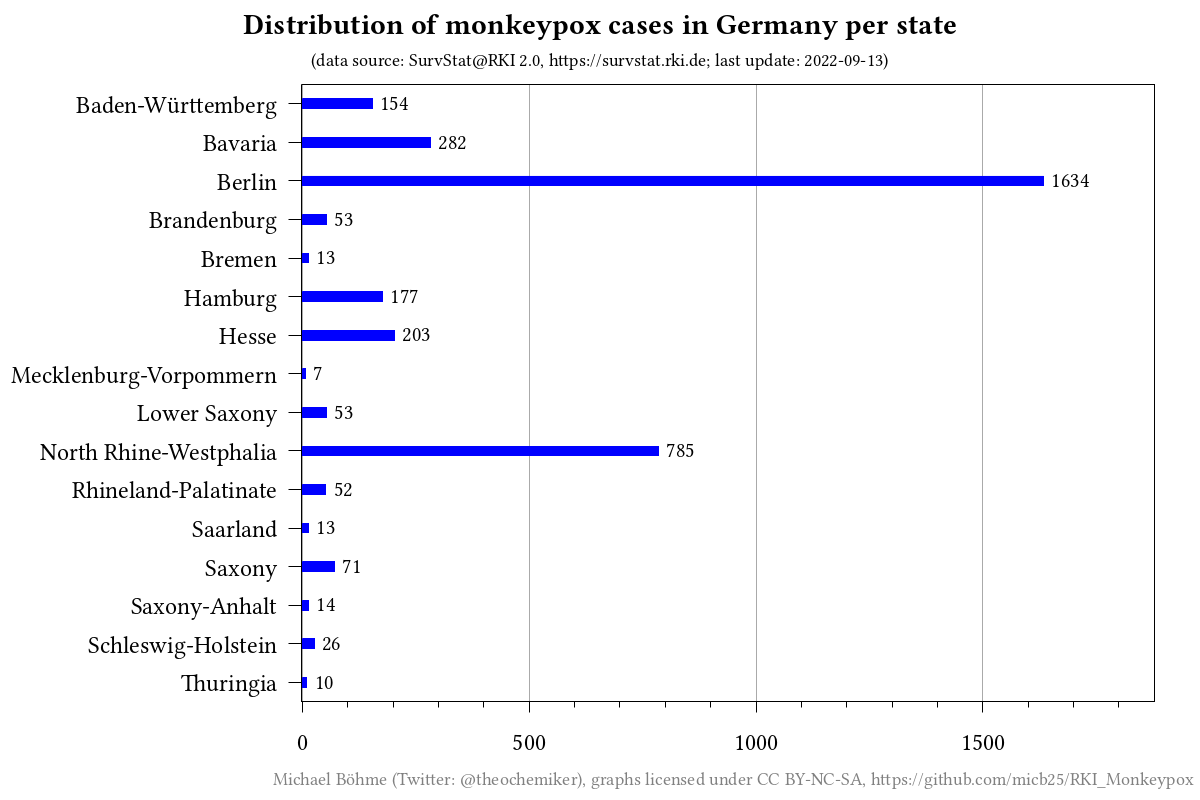 Distribution of monkeypox cases in Germany per state
(data source: SurvStat@RKI 2.0, https://survstat.rki.de; last update: 2022-09-13)
Baden-Württemberg 154
Bavaria 282
Berlin 1634
Brandenburg 53
Bremen 13
Hamburg 177
Hesse 203
Mecklenburg-Vorpommern 7
Lower Saxony 53
North Rhine-Westphalia 785
Rhineland-Palatinate 52
Saarland 13
Saxony 71
Saxony-Anhalt 14
Schleswig-Holstein 26
Thuringia 10
0 500 1000 1500
Michael Böhme (Twitter: @theochemiker), graphs licensed under CC BY-NC-SA, https://github.com/micb25/RKI_Monkeypox